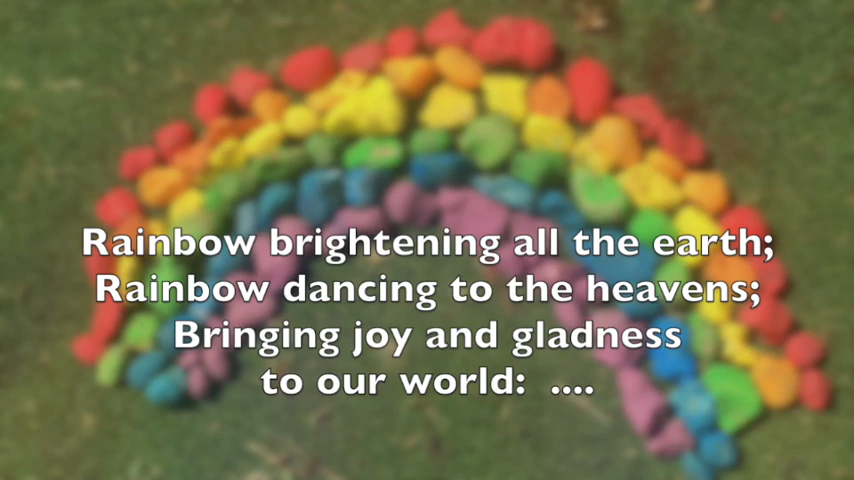 Rainbow brightening all the earth;
Rainbow dancing to the heavens;
Bringing joy and gladness
to our world:  ....